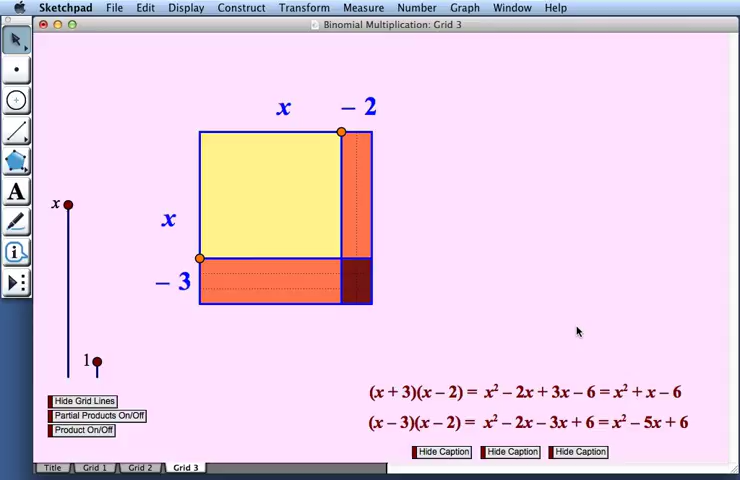 Sketchpad File Edit Display Construct Transform Measure Number Graph Window Help
Binomial Multiplication: Grid 3
x – 2
x
x
– 3
1
A
i
Hide Grid Lines
Partial Products On/Off
Product On/Off
(x + 3)(x – 2) = x² – 2x + 3x – 6 = x² + x – 6
(x – 3)(x – 2) = x² – 2x – 3x + 6 = x² – 5x + 6
Hide Caption Hide Caption Hide Caption
Title Grid 1 Grid 2 Grid 3